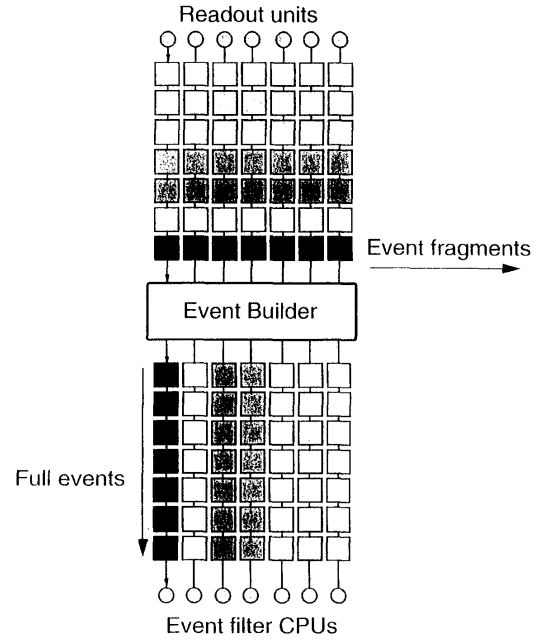 Readout units
Event fragments
Event Builder
Full events
Event filter CPUs